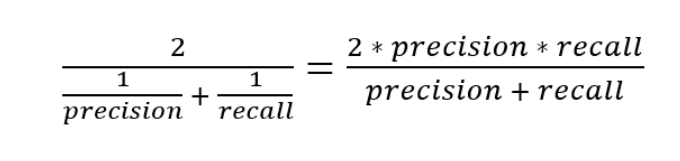 2 / (1/precision + 1/recall) = 2 * precision * recall / (precision + recall)